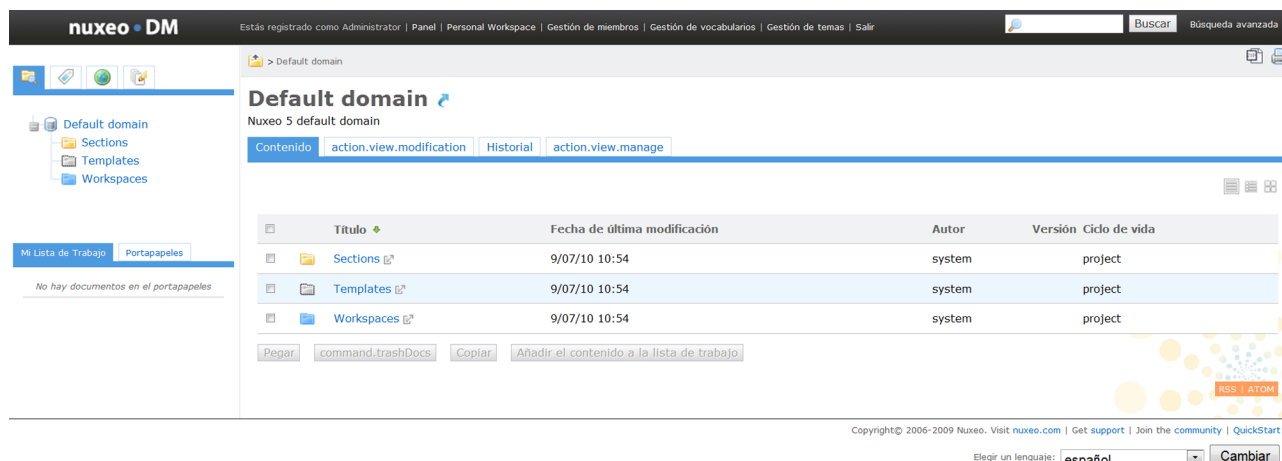 nuxeo DM
Estás registrado como Administrator | Panel | Personal Workspace | Gestión de miembros | Gestión de vocabularios | Gestión de temas | Salir
Buscar
Búsqueda avanzada
> Default domain
Default domain
Sections
Templates
Workspaces
Mi Lista de Trabajo
Portapapeles
No hay documentos en el portapapeles
Default domain
Nuxeo 5 default domain
Contenido
action.view.modification
Historial
action.view.manage
Título Fecha de última modificación Autor Versión Ciclo de vida
Sections 9/07/10 10:54 system project
Templates 9/07/10 10:54 system project
Workspaces 9/07/10 10:54 system project
Pegar
command.trashDocs
Copiar
Añadir el contenido a la lista de trabajo
RSS | ATOM
Copyright© 2006-2009 Nuxeo. Visit nuxeo.com | Get support | Join the community | QuickStart
Elegir un lenguaje: español Cambiar